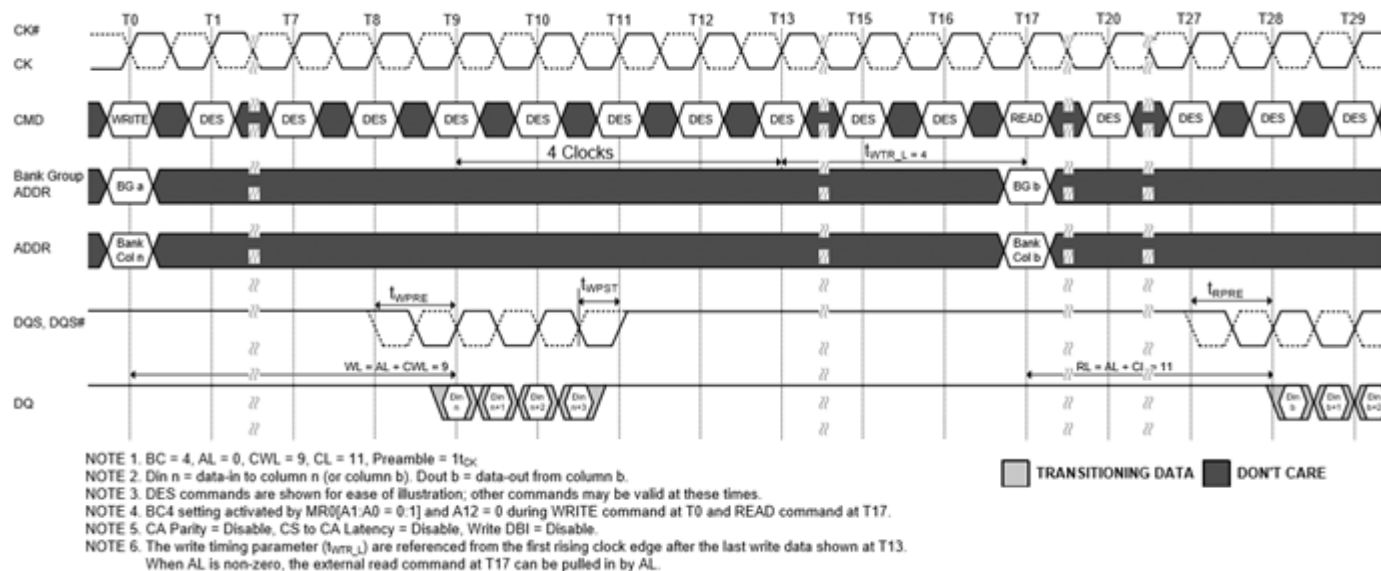 T0 T1 T7 T8 T9 T10 T11 T12 T13 T15 T16 T17 T20 T27 T28 T29
CK#
CK
CMD WRITE DES DES DES DES DES DES DES DES DES DES READ DES DES DES DES
4 Clocks tWTR_L = 4
Bank Group
ADDR
BG a BG b
ADDR
Bank
Col n
Bank
Col b
tWPRE tWPST tRPRE
DQS, DQS#
WL = AL + CWL = 9 RL = AL + CL = 11
DQ
Din
n
Din
n+1
Din
n+2
Din
n+3
Din
b
Din
b+1
Din
b+2
NOTE 1. BC = 4, AL = 0, CWL = 9, CL = 11, Preamble = 1tCK
NOTE 2. Din n = data-in to column n (or column b). Dout b = data-out from column b.
NOTE 3. DES commands are shown for ease of illustration; other commands may be valid at these times.
NOTE 4. BC4 setting activated by MR0[A1:A0 = 0:1] and A12 = 0 during WRITE command at T0 and READ command at T17.
NOTE 5. CA Parity = Disable, CS to CA Latency = Disable, Write DBI = Disable.
NOTE 6. The write timing parameter (tWTR_L) are referenced from the first rising clock edge after the last write data shown at T13.
When AL is non-zero, the external read command at T17 can be pulled in by AL.
TRANSITIONING DATA DON'T CARE